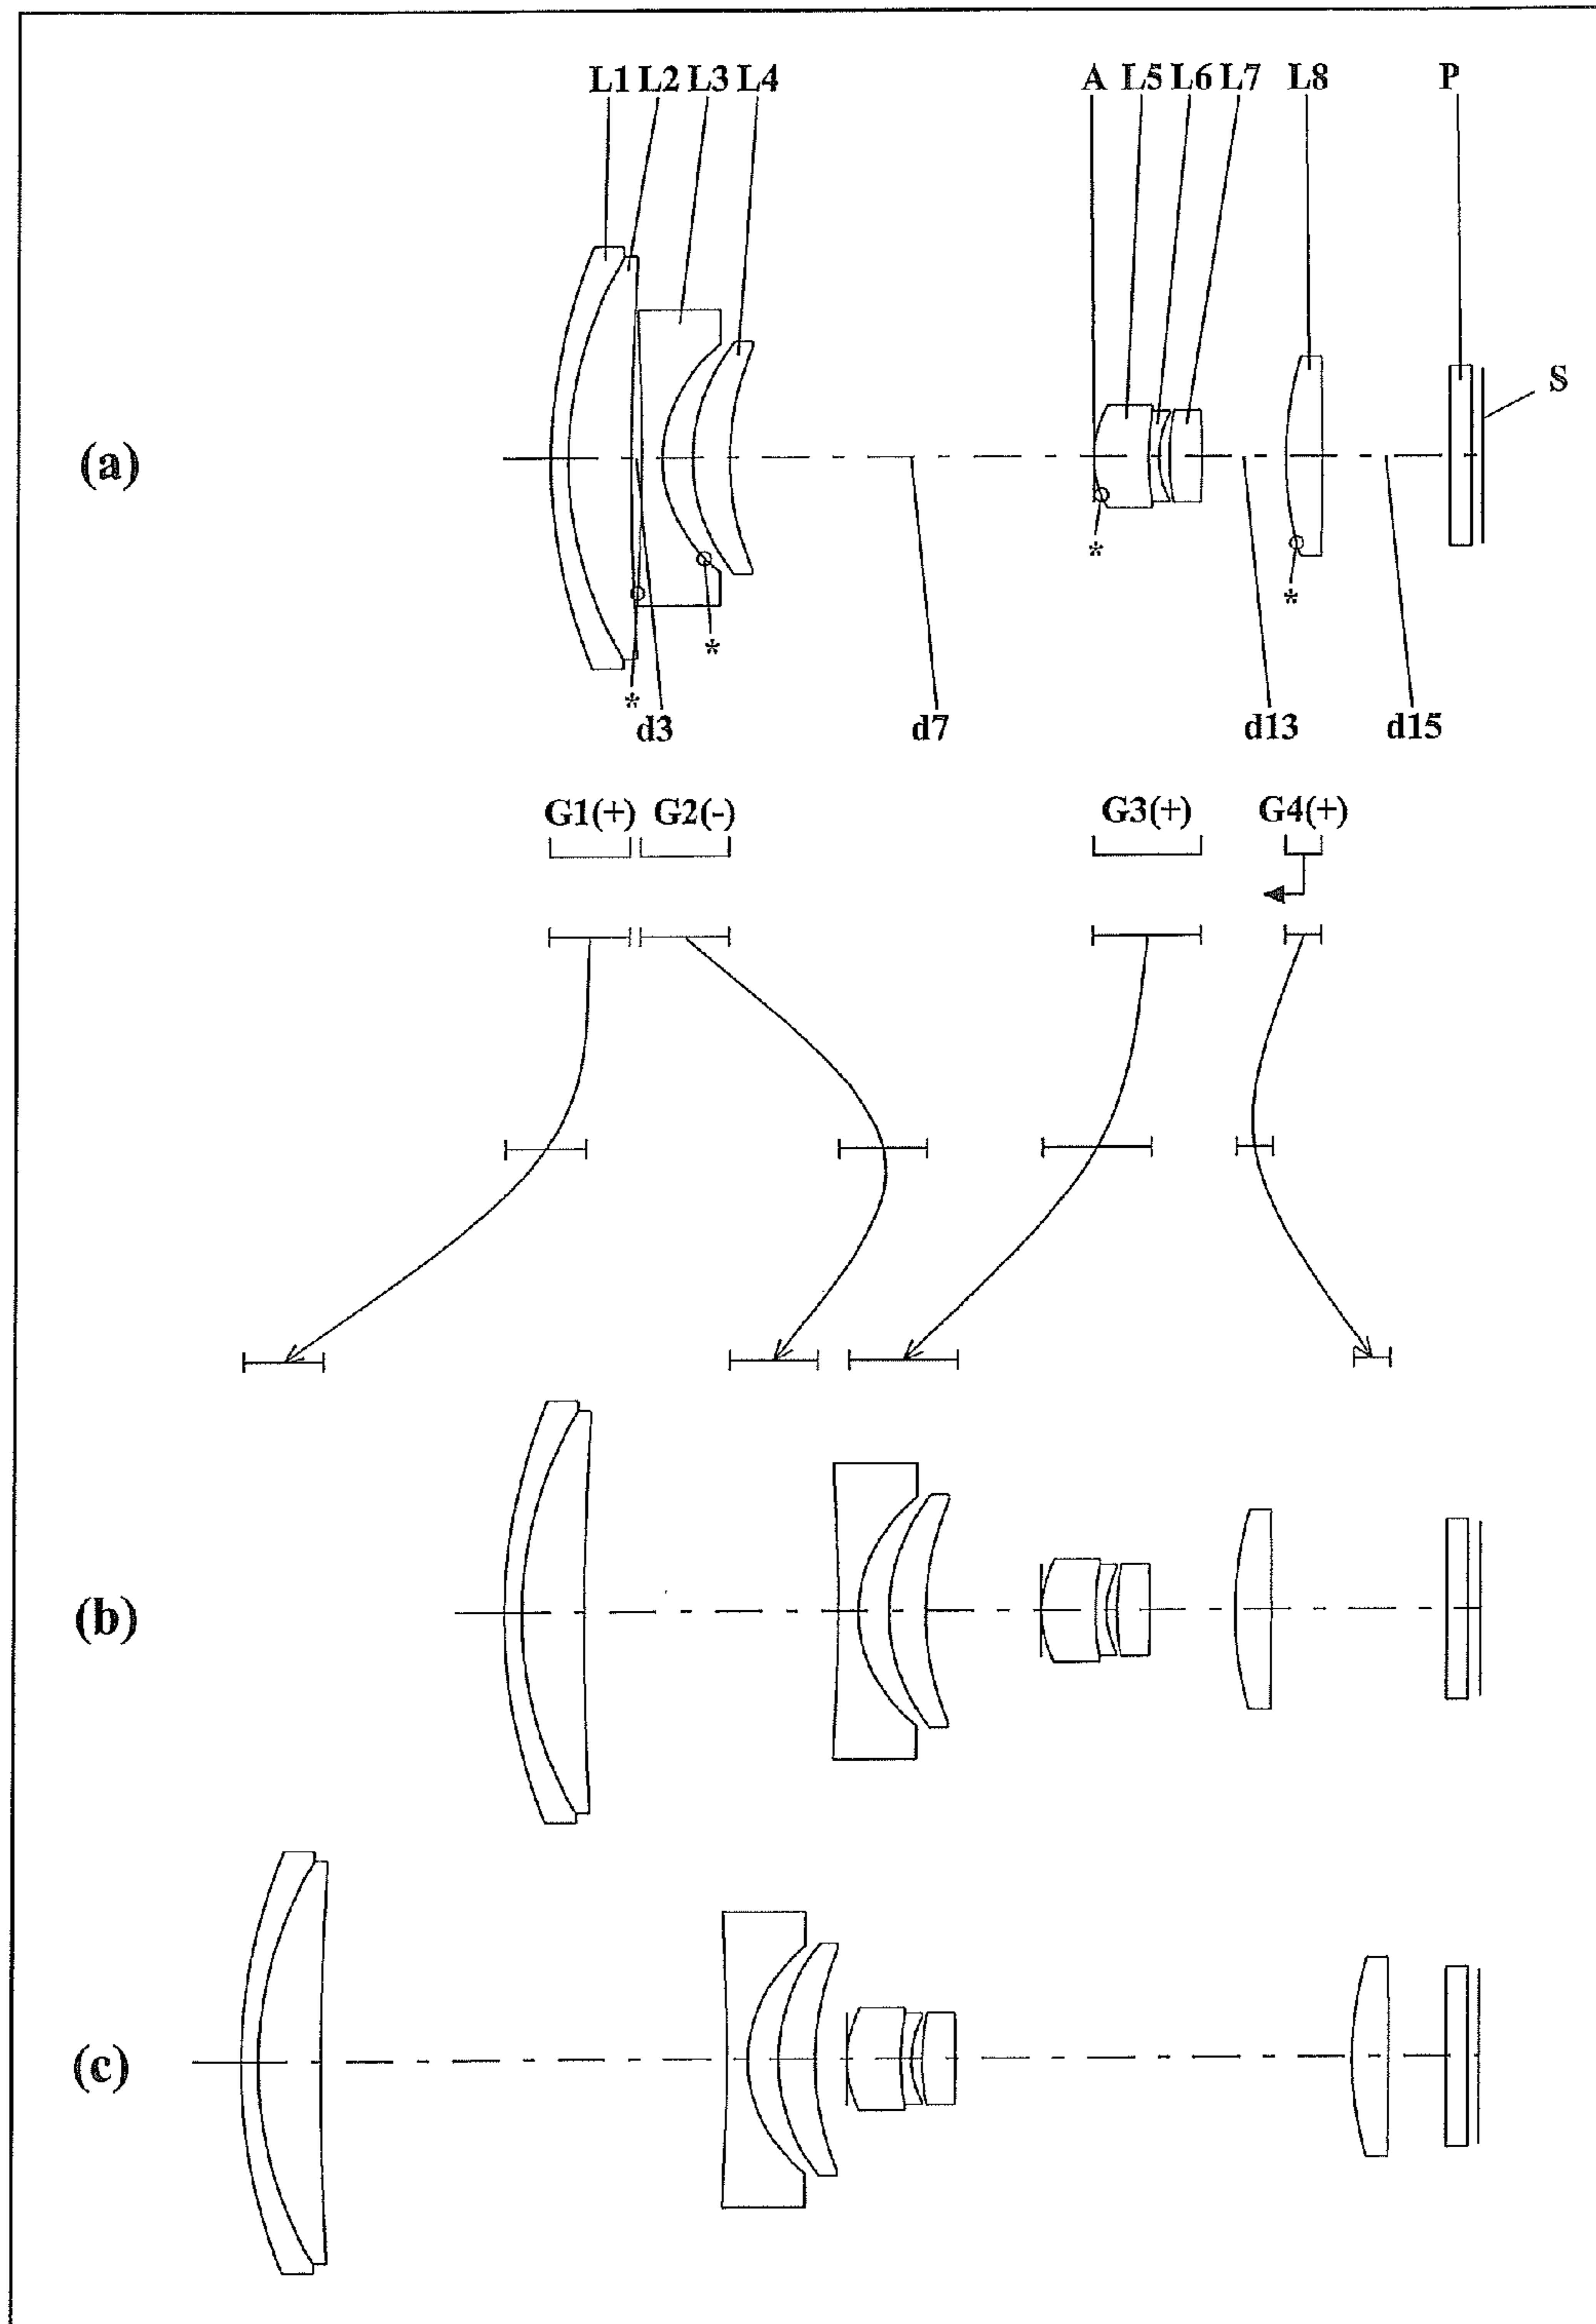 L1 L2 L3 L4 A L5 L6 L7 L8 P
S
(a)
* * * *
d3 d7 d13 d15
G1(+) G2(-) G3(+) G4(+)
(b)
(c)